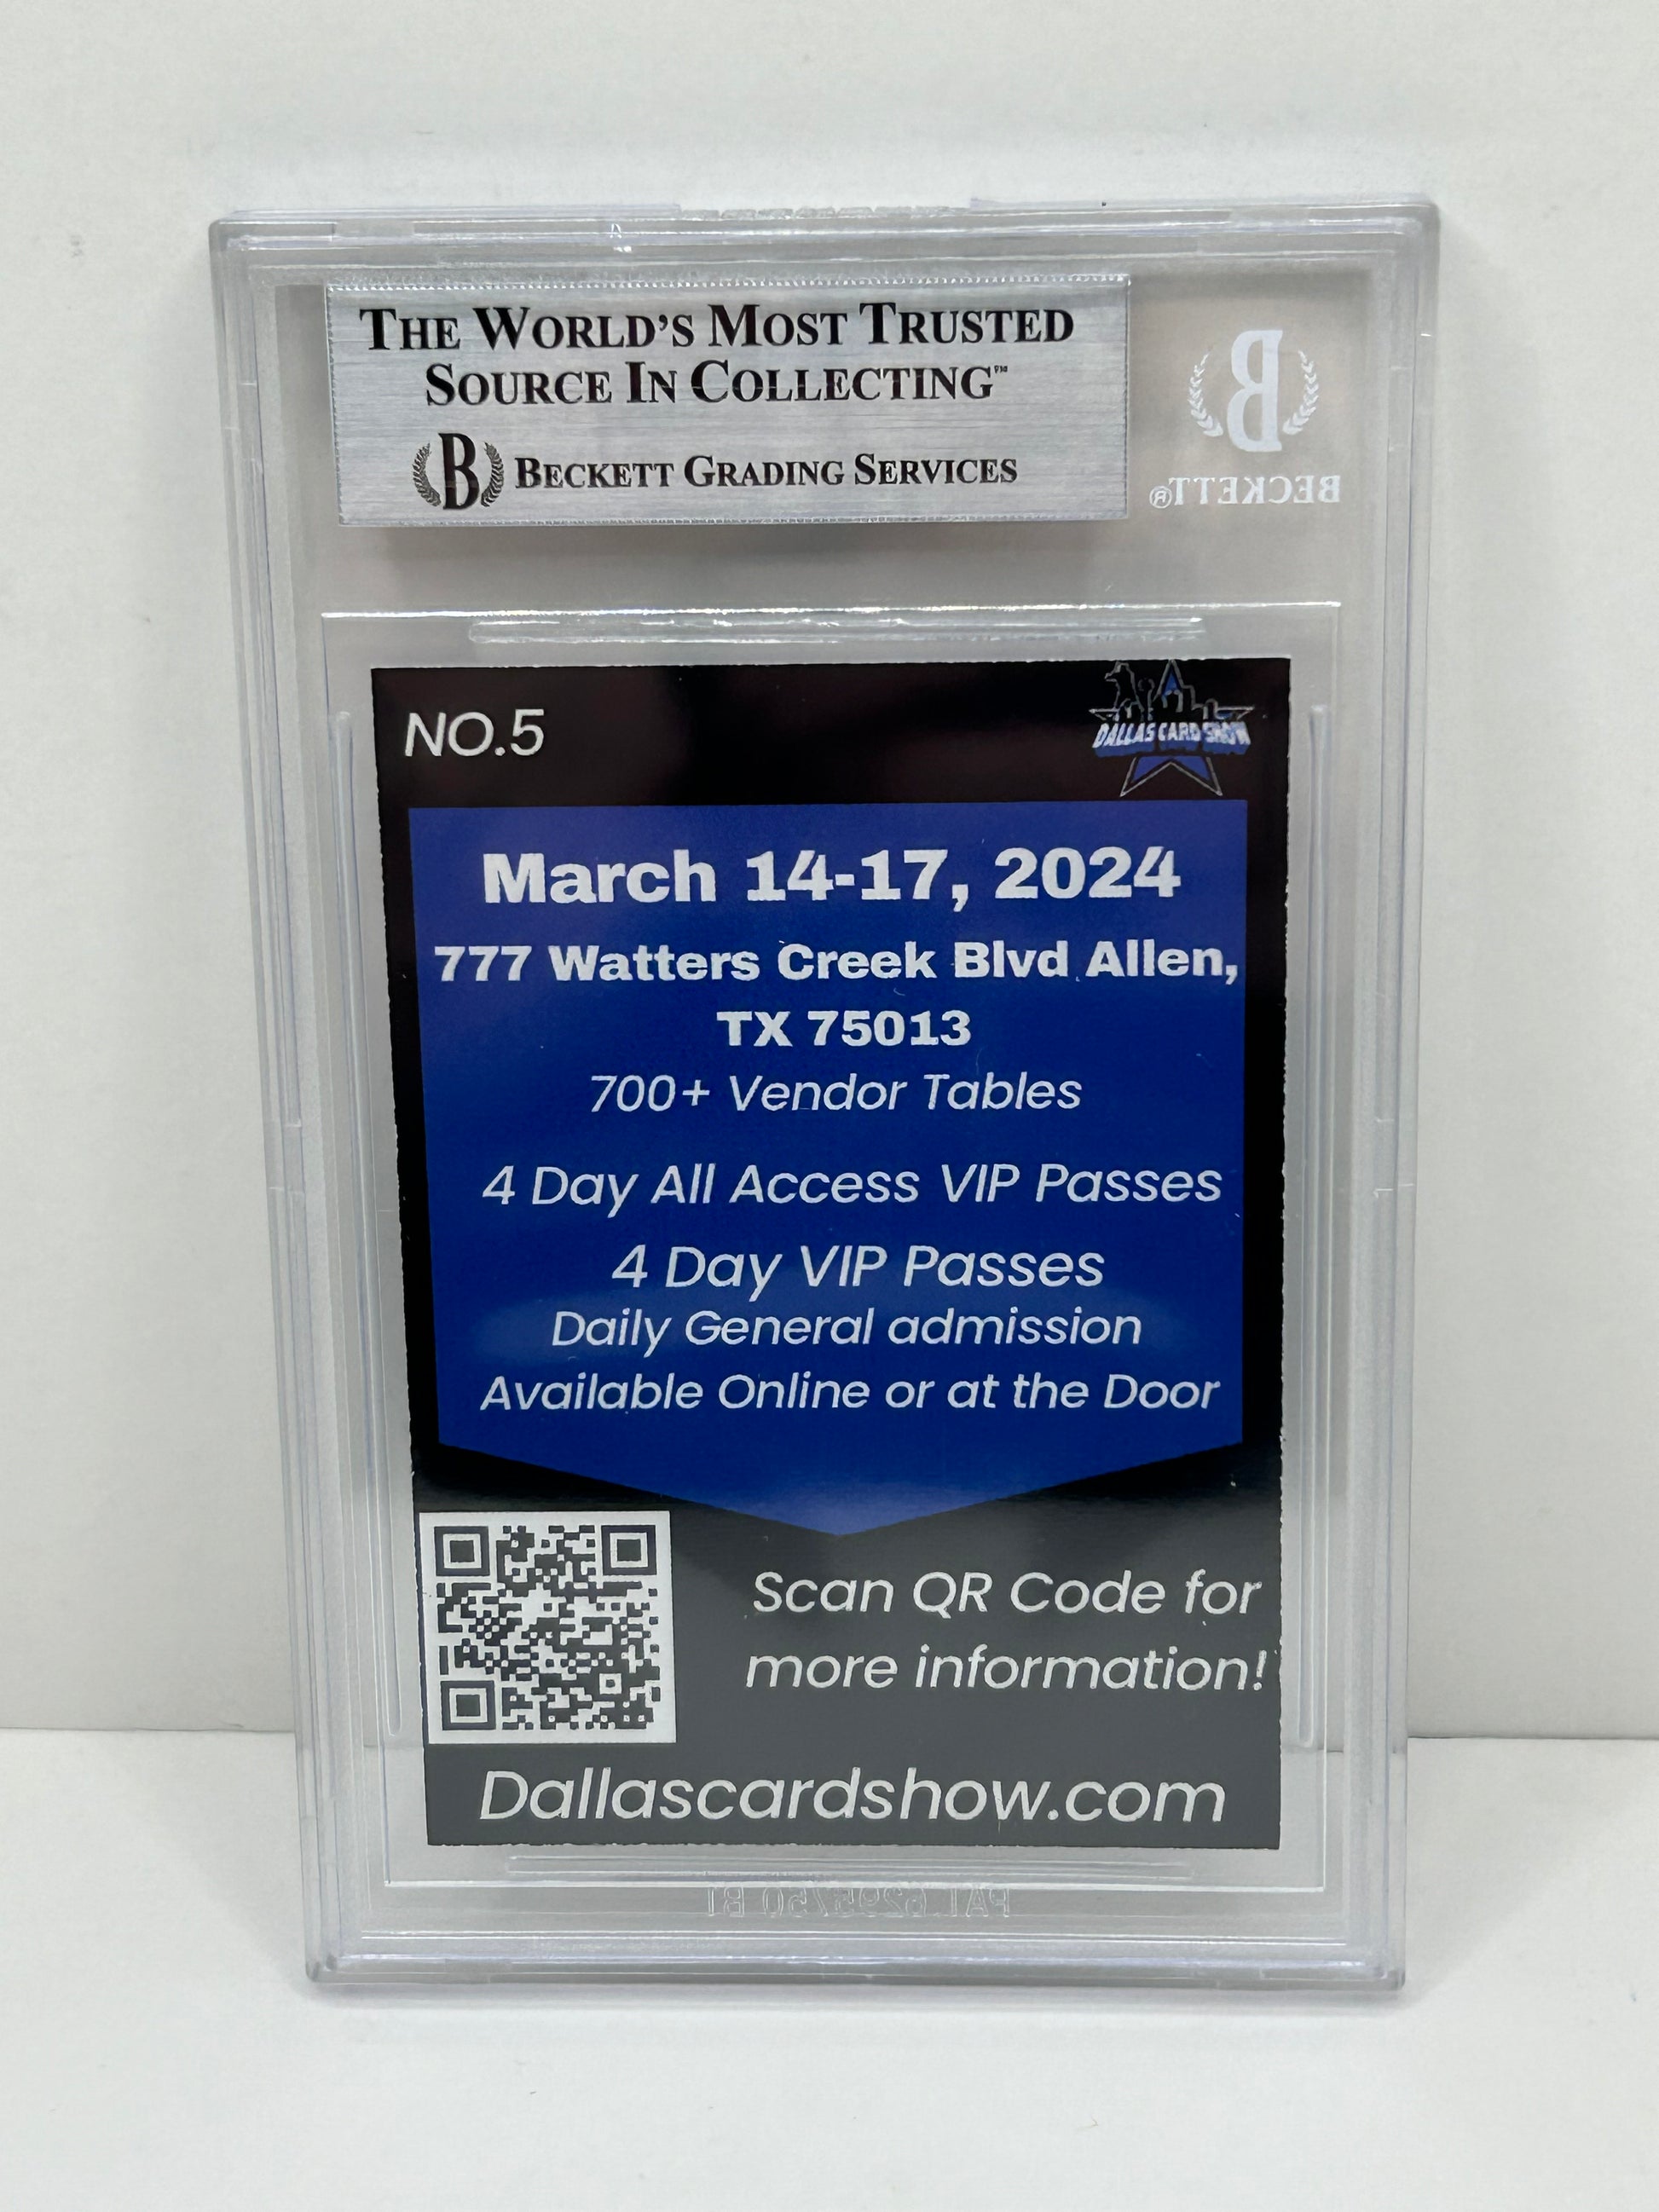 THE WORLD'S MOST TRUSTED
SOURCE IN COLLECTING™
B BECKETT GRADING SERVICES
B
BECKETT®
NO.5
DALLAS CARD SHOW
March 14-17, 2024
777 Watters Creek Blvd Allen,
TX 75013
700+ Vendor Tables
4 Day All Access VIP Passes
4 Day VIP Passes
Daily General admission
Available Online or at the Door
Scan QR Code for
more information!
Dallascardshow.com